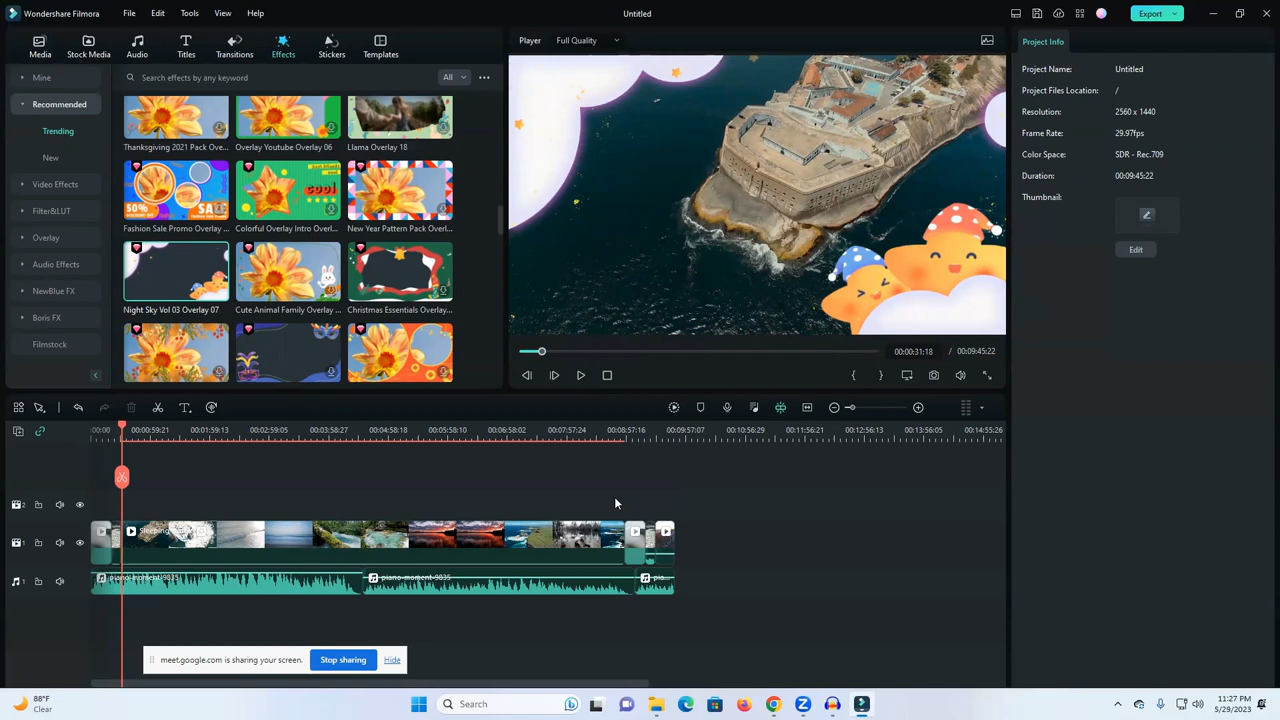 Wondershare Filmora File Edit Tools View Help Untitled Export
Media Stock Media Audio Titles Transitions Effects Stickers Templates
Player Full Quality
Project Info
Mine
Search effects by any keyword All
Project Name: Untitled
Recommended
Project Files Location: /
Trending
Resolution: 2560 x 1440
New
Frame Rate: 29.97fps
Video Effects
Color Space: SDR - Rec.709
Filter&LUT
Duration: 00:09:45:22
Overlay
Thumbnail:
Audio Effects
Edit
NewBlue FX
Boris FX
Filmstock
Thanksgiving 2021 Pack Ove... Overlay Youtube Overlay 06 Llama Overlay 18
50%
DISCOUNT
cool
Fashion Sale Promo Overlay ... Colorful Overlay Intro Overl... New Year Pattern Pack Overl...
Night Sky Vol 03 Overlay 07 Cute Animal Family Overlay ... Christmas Essentials Overlay...
00:00:31:18 / 00:09:45:22
:00:00 00:00:59:21 00:01:59:13 00:02:59:05 00:03:58:27 00:04:58:18 00:05:58:10 00:06:58:02 00:07:57:24 00:08:57:16 00:09:57:07 00:10:56:29 00:11:56:21 00:12:56:13 00:13:56:05 00:14:55:26
2
1
1
piano-moment-9835 piano-moment-9835 pia...
meet.google.com is sharing your screen. Stop sharing Hide
88°F
Clear
Search
11:27 PM
5/29/2023